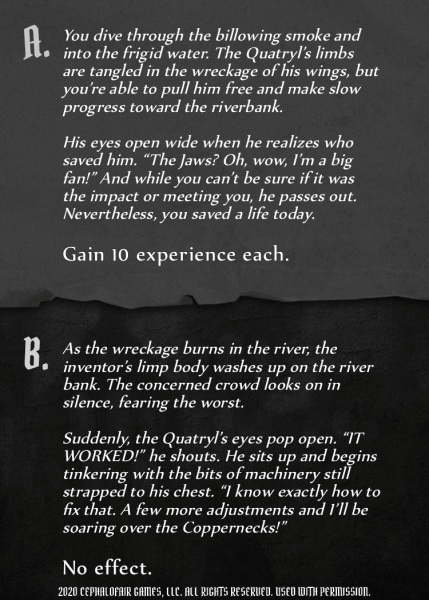 A.
You dive through the billowing smoke and
into the frigid water. The Quatryl's limbs
are tangled in the wreckage of his wings, but
you're able to pull him free and make slow
progress toward the riverbank.
His eyes open wide when he realizes who
saved him. “The Jaws? Oh, wow, I'm a big
fan!” And while you can't be sure if it was
the impact or meeting you, he passes out.
Nevertheless, you saved a life today.
Gain 10 experience each.
B.
As the wreckage burns in the river, the
inventor's limp body washes up on the river
bank. The concerned crowd looks on in
silence, fearing the worst.
Suddenly, the Quatryl's eyes pop open. “IT
WORKED!” he shouts. He sits up and begins
tinkering with the bits of machinery still
strapped to his chest. “I know exactly how to
fix that. A few more adjustments and I'll be
soaring over the Coppernecks!”
No effect.
2020 CEPHALOFAIR GAMES, LLC. ALL RIGHTS RESERVED. USED WITH PERMISSION.